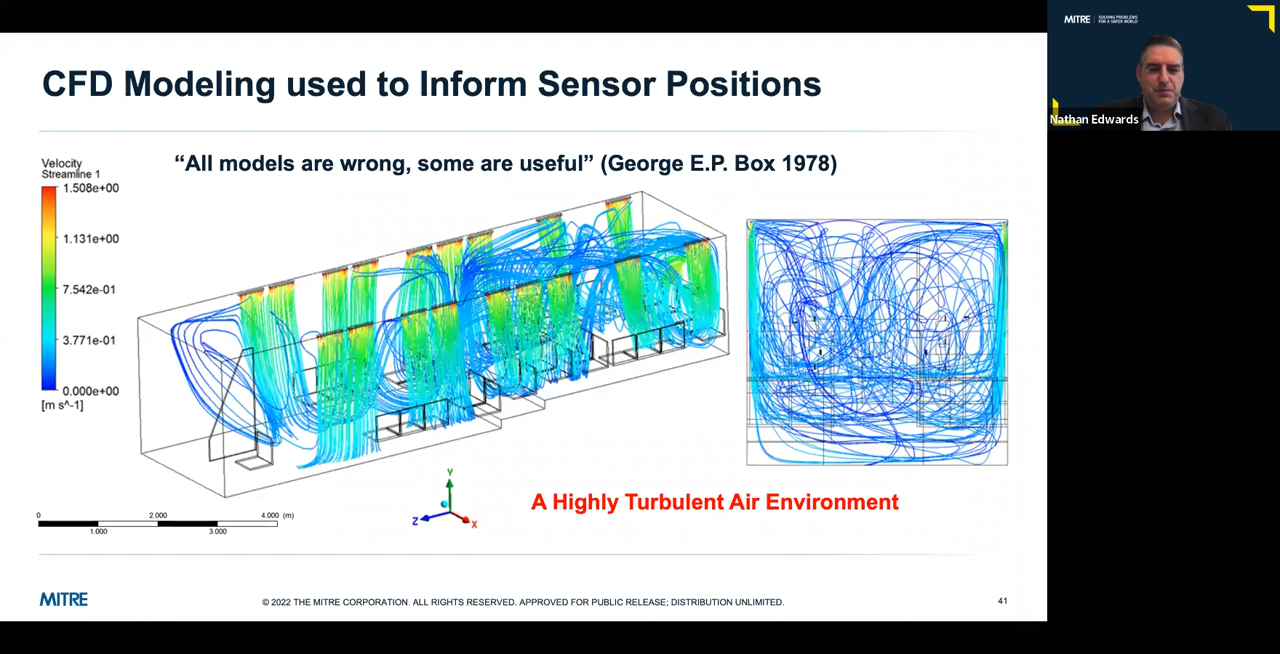 CFD Modeling used to Inform Sensor Positions
“All models are wrong, some are useful” (George E.P. Box 1978)
Velocity
Streamline 1
1.508e+00
1.131e+00
7.542e-01
3.771e-01
0.000e+00
[m s^-1]
A Highly Turbulent Air Environment
Y
Z
X
0
2.000
4.000 (m)
1.000
3.000
MITRE
© 2022 THE MITRE CORPORATION. ALL RIGHTS RESERVED. APPROVED FOR PUBLIC RELEASE; DISTRIBUTION UNLIMITED.
41
MITRE
SOLVING PROBLEMS
FOR A SAFER WORLD
Nathan Edwards